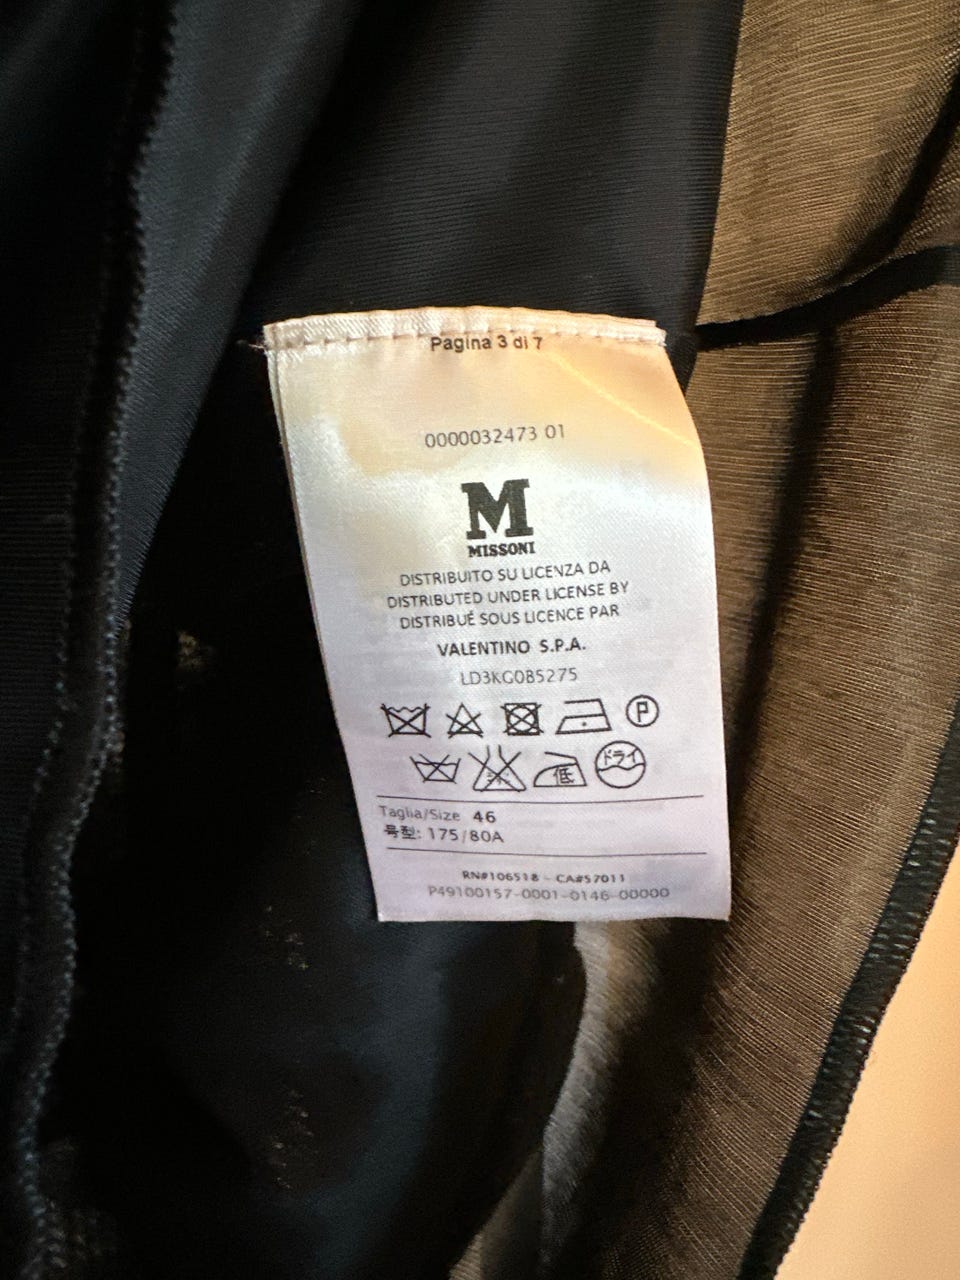 Pagina 3 di 7
0000032473 01
M
MISSONI
DISTRIBUITO SU LICENZA DA
DISTRIBUTED UNDER LICENSE BY
DISTRIBUÉ SOUS LICENCE PAR
VALENTINO S.P.A.
LD3KG0B5275
P
ドライ
低
Taglia/Size 46
号型: 175/80A
RN#106518 - CA#57011
P49100157-0001-0146-00000